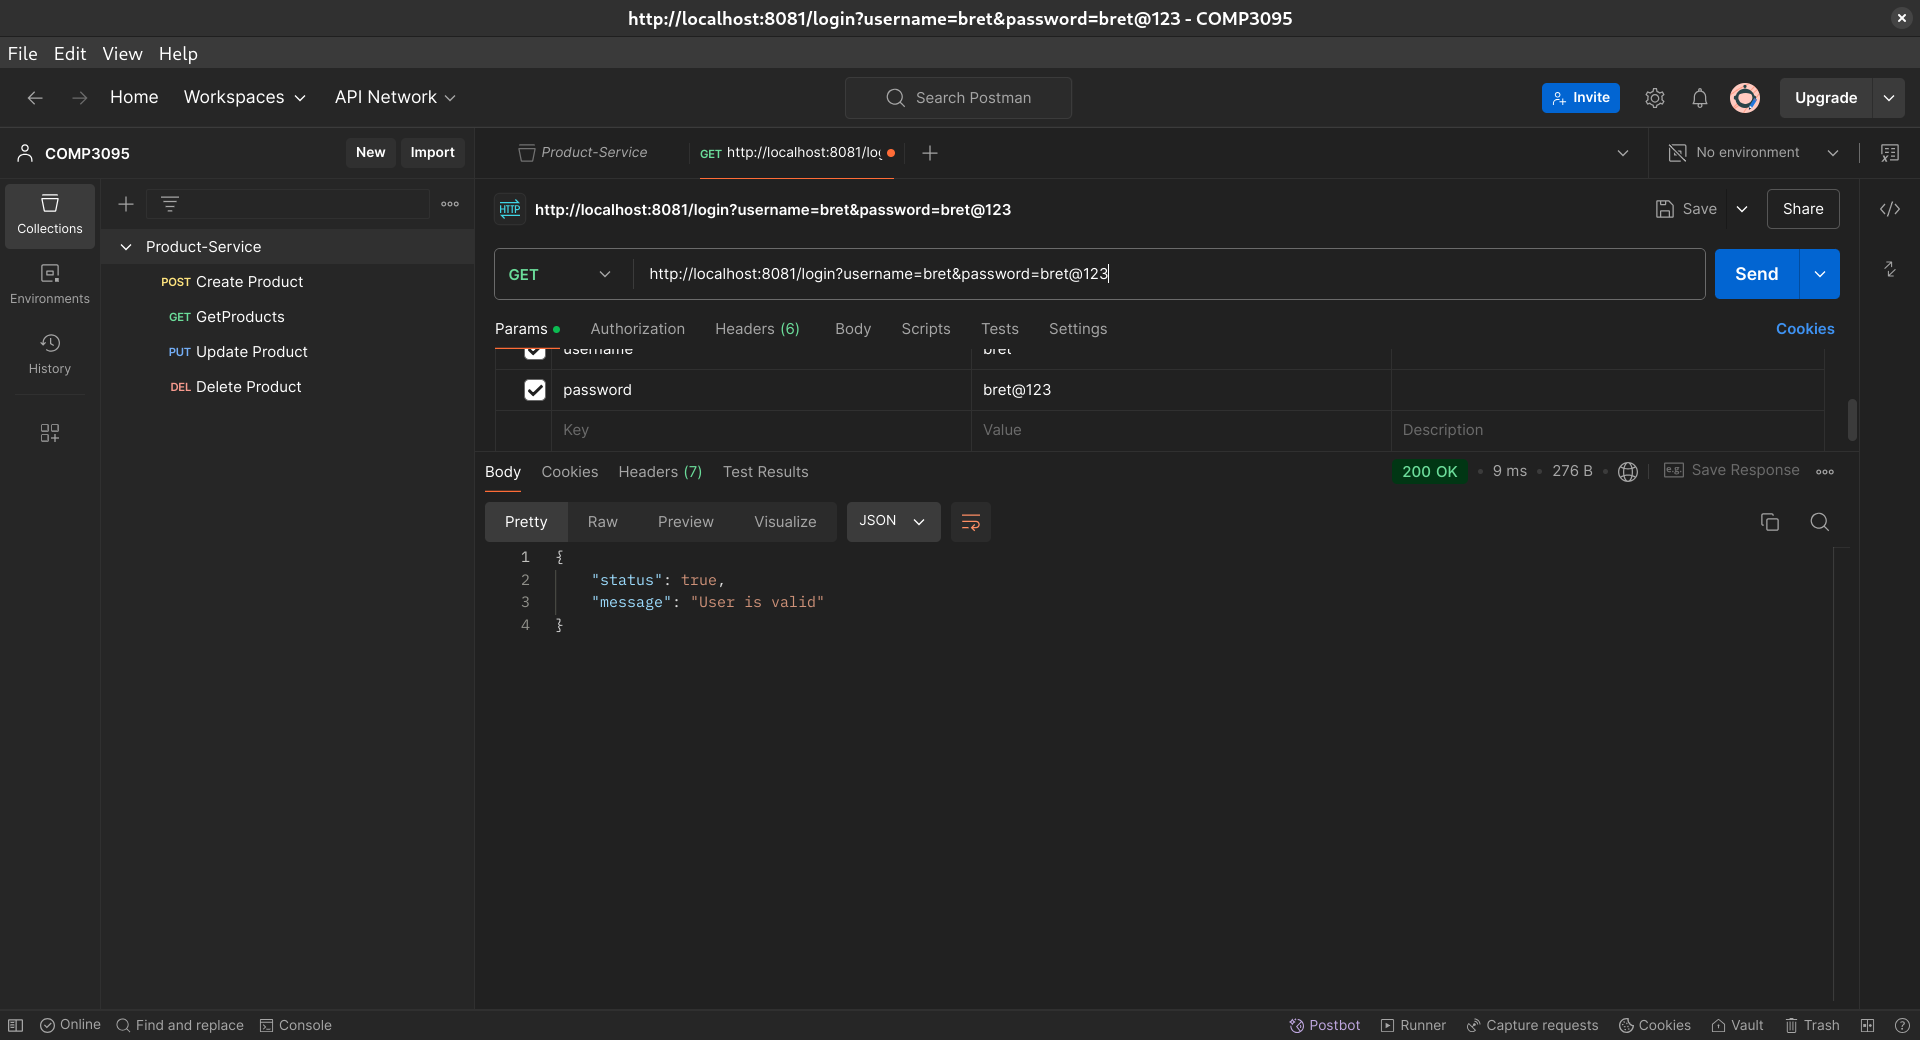 http://localhost:8081/login?username=bret&password=bret@123 - COMP3095
File Edit View Help
Home Workspaces API Network Search Postman Invite Upgrade
COMP3095 New Import Product-Service GET http://localhost:8081/log No environment
Collections
Environments
History
Product-Service
POST Create Product
GET GetProducts
PUT Update Product
DEL Delete Product
HTTP http://localhost:8081/login?username=bret&password=bret@123 Save Share
GET http://localhost:8081/login?username=bret&password=bret@123 Send
Params Authorization Headers (6) Body Scripts Tests Settings Cookies
username bret
password bret@123
Key Value Description
Body Cookies Headers (7) Test Results 200 OK 9 ms 276 B e.g. Save Response
Pretty Raw Preview Visualize JSON
1 {
2 "status": true,
3 "message": "User is valid"
4 }
Online Find and replace Console Postbot Runner Capture requests Cookies Vault Trash